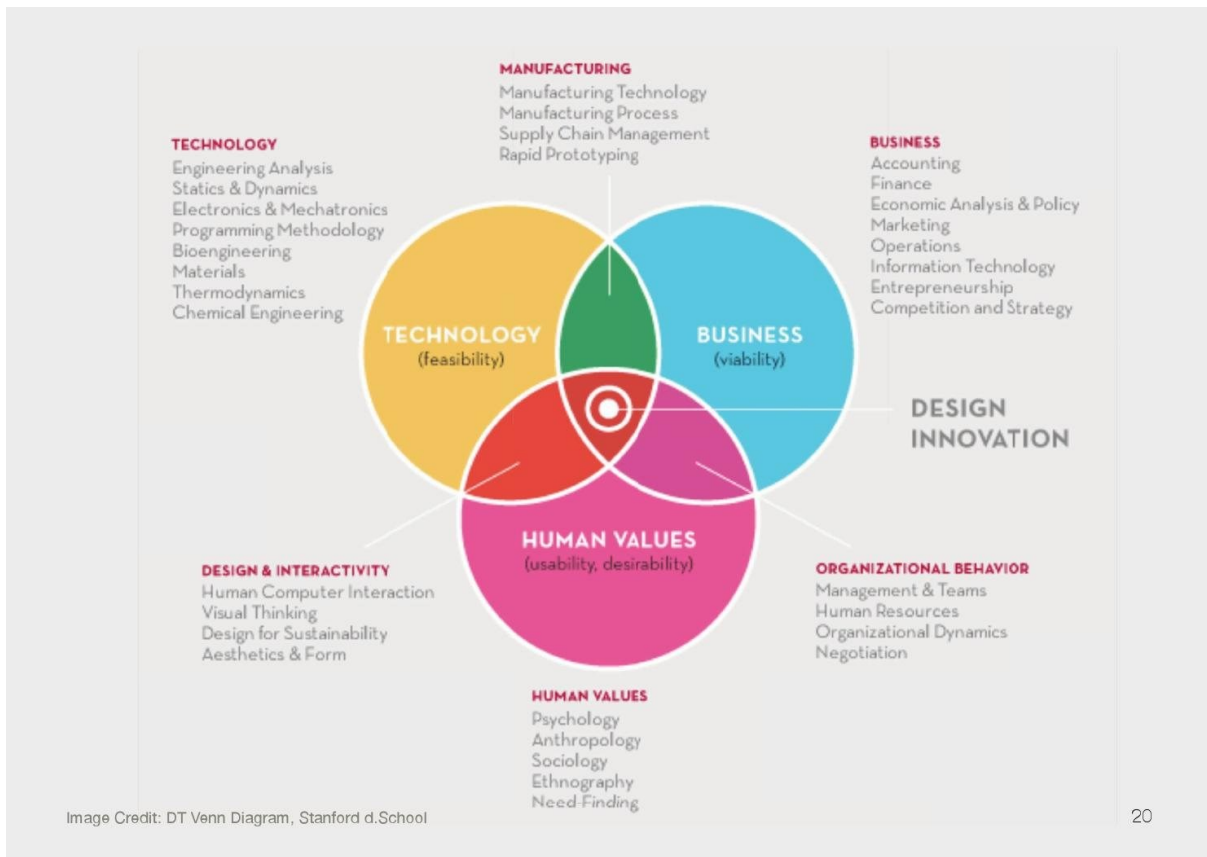 MANUFACTURING
Manufacturing Technology
Manufacturing Process
Supply Chain Management
Rapid Prototyping
TECHNOLOGY
Engineering Analysis
Statics & Dynamics
Electronics & Mechatronics
Programming Methodology
Bioengineering
Materials
Thermodynamics
Chemical Engineering
BUSINESS
Accounting
Finance
Economic Analysis & Policy
Marketing
Operations
Information Technology
Entrepreneurship
Competition and Strategy
TECHNOLOGY
(feasibility)
BUSINESS
(viability)
DESIGN
INNOVATION
HUMAN VALUES
(usability, desirability)
DESIGN & INTERACTIVITY
Human Computer Interaction
Visual Thinking
Design for Sustainability
Aesthetics & Form
ORGANIZATIONAL BEHAVIOR
Management & Teams
Human Resources
Organizational Dynamics
Negotiation
HUMAN VALUES
Psychology
Anthropology
Sociology
Ethnography
Need-Finding
Image Credit: DT Venn Diagram, Stanford d.School
20